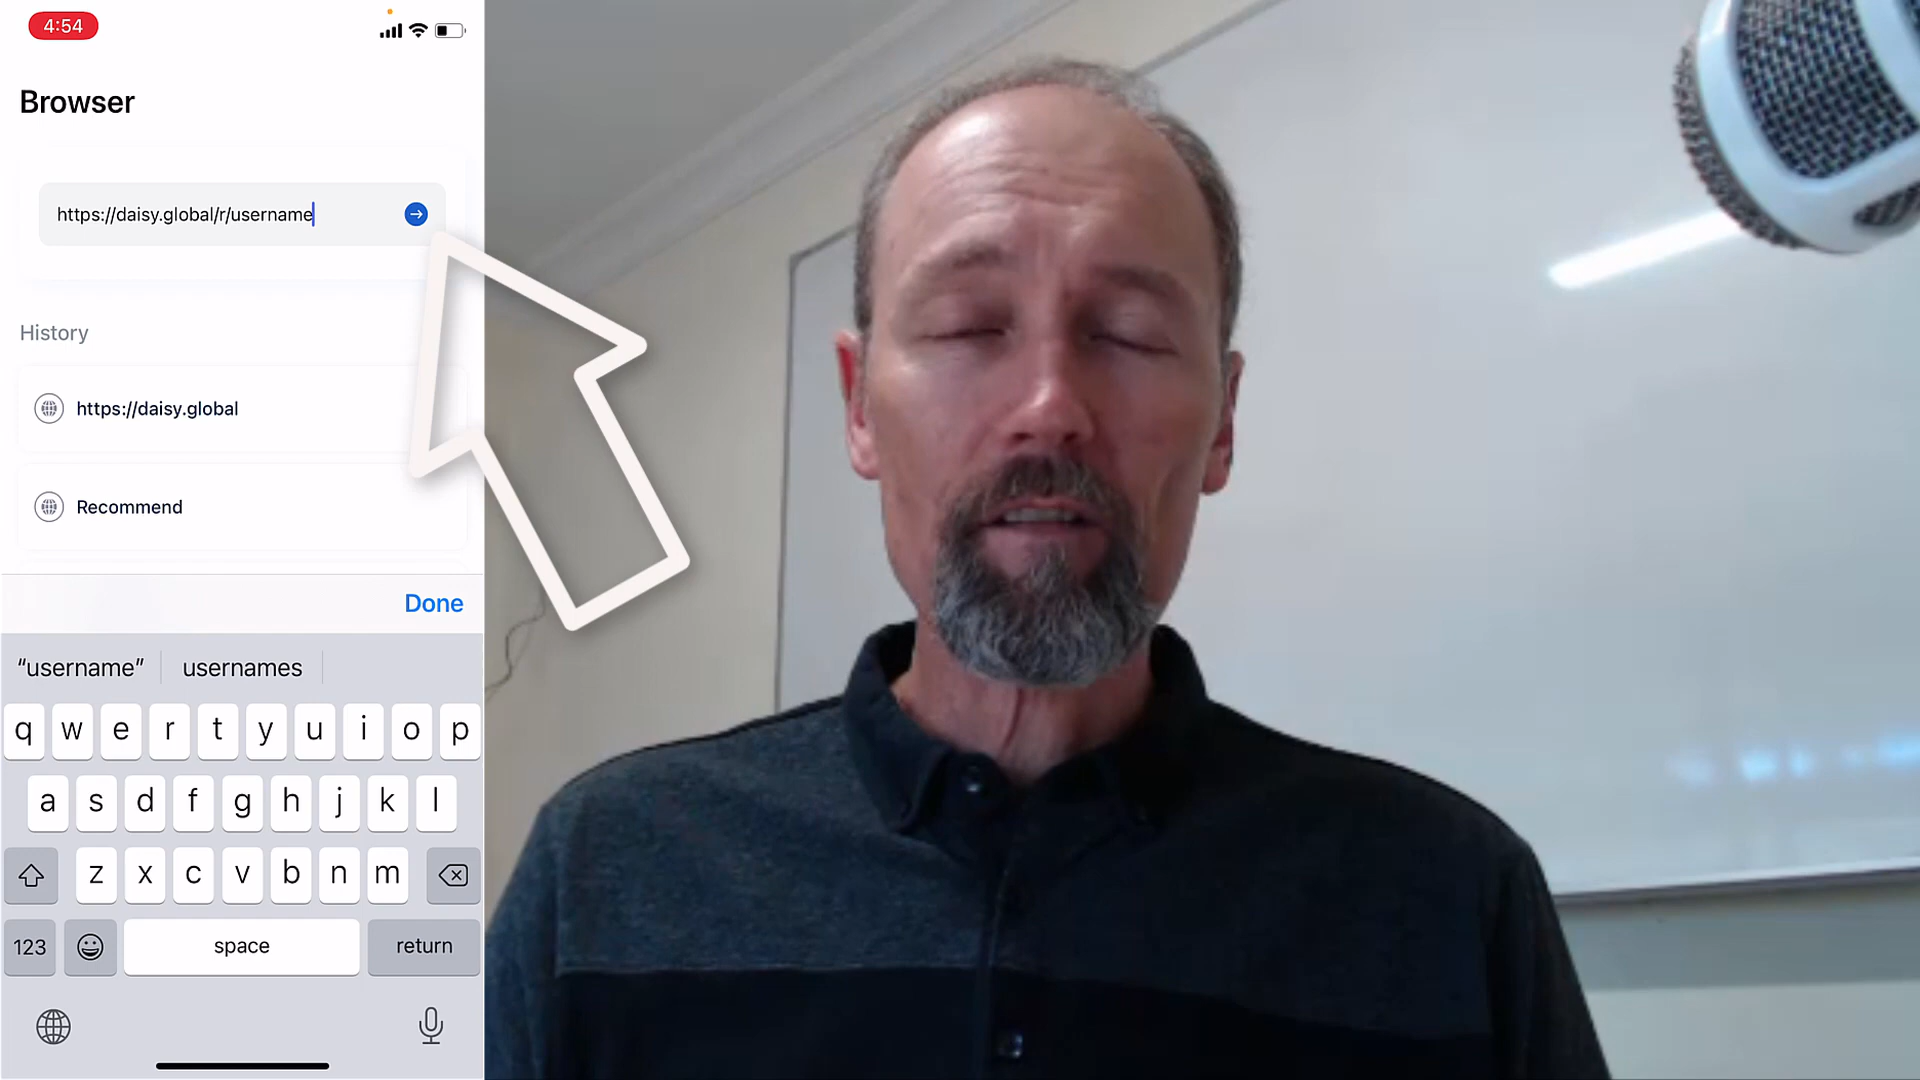 4:54
Browser
https://daisy.global/r/username
History
https://daisy.global
Recommend
Done
“username” usernames
q w e r t y u i o p
a s d f g h j k l
z x c v b n m
123 space return